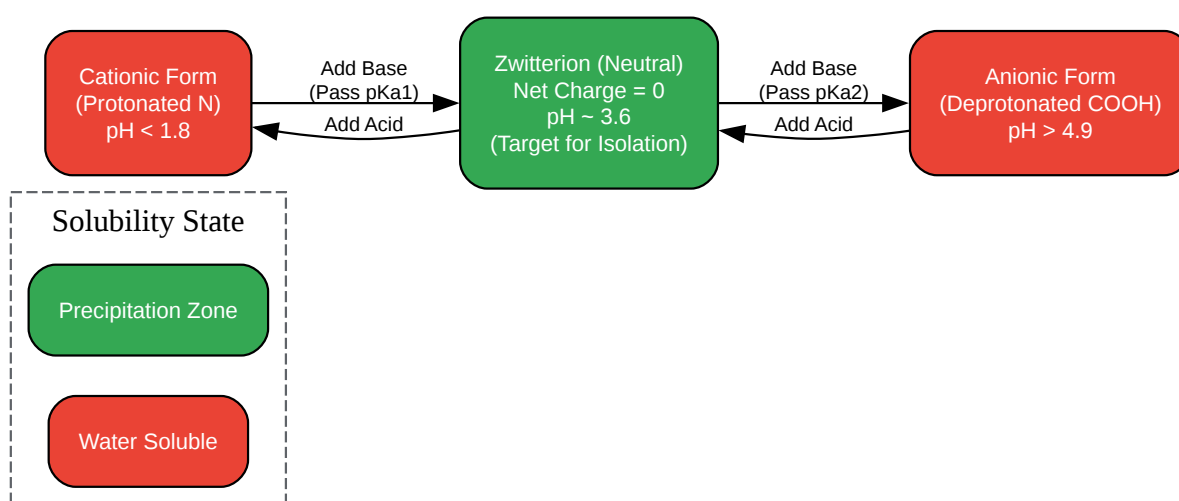 Cationic Form
(Protonated N)
pH < 1.8
Add Base
(Pass pKa1)
Add Acid
Zwitterion (Neutral)
Net Charge = 0
pH ~ 3.6
(Target for Isolation)
Add Base
(Pass pKa2)
Add Acid
Anionic Form
(Deprotonated COOH)
pH > 4.9
Solubility State
Precipitation Zone
Water Soluble